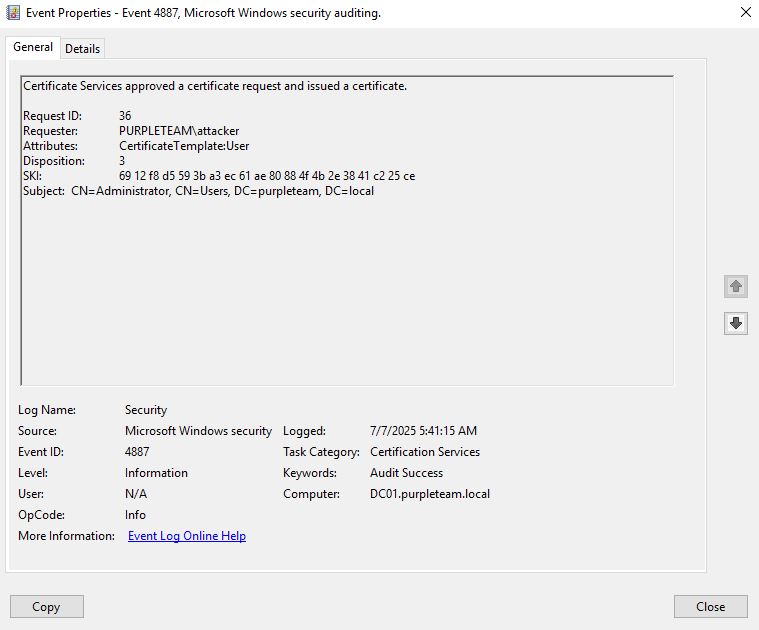 Event Properties - Event 4887, Microsoft Windows security auditing.
General Details
Certificate Services approved a certificate request and issued a certificate.
Request ID: 36
Requester: PURPLETEAM\attacker
Attributes: CertificateTemplate:User
Disposition: 3
SKI: 69 12 f8 d5 59 3b a3 ec 61 ae 80 88 4f 4b 2e 38 41 c2 25 ce
Subject: CN=Administrator, CN=Users, DC=purpleteam, DC=local
Log Name: Security
Source: Microsoft Windows security Logged: 7/7/2025 5:41:15 AM
Event ID: 4887 Task Category: Certification Services
Level: Information Keywords: Audit Success
User: N/A Computer: DC01.purpleteam.local
OpCode: Info
More Information: Event Log Online Help
Copy Close